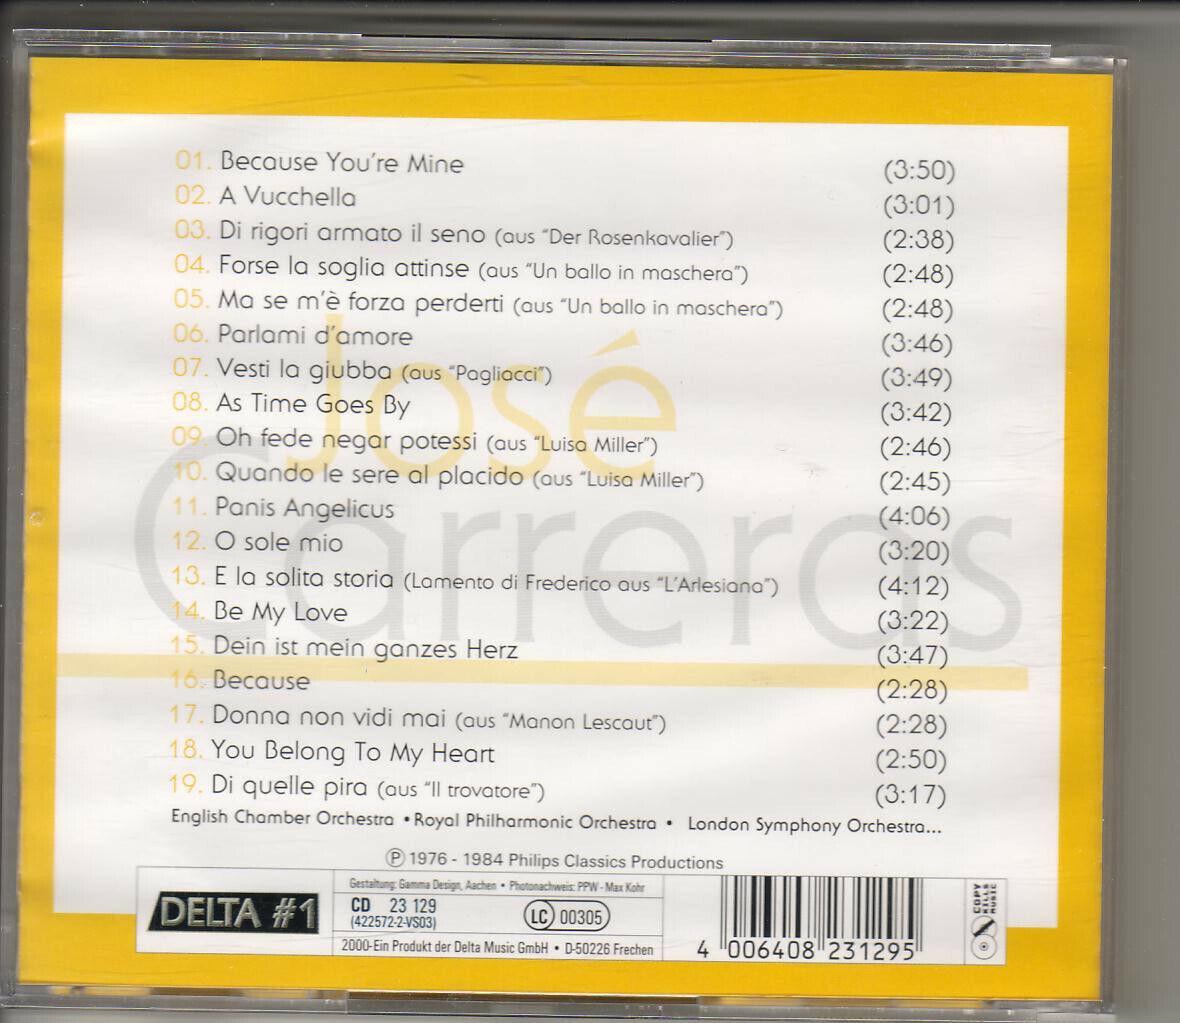 01. Because You're Mine (3:50)
02. A Vucchella (3:01)
03. Di rigori armato il seno (aus "Der Rosenkavalier") (2:38)
04. Forse la soglia attinse (aus "Un ballo in maschera") (2:48)
05. Ma se m'è forza perderti (aus "Un ballo in maschera") (2:48)
06. Parlami d'amore (3:46)
07. Vesti la giubba (aus "Pagliacci") (3:49)
08. As Time Goes By (3:42)
09. Oh fede negar potessi (aus "Luisa Miller") (2:46)
10. Quando le sere al placido (aus "Luisa Miller") (2:45)
11. Panis Angelicus (4:06)
12. O sole mio (3:20)
13. E la solita storia (Lamento di Frederico aus "L'Arlesiana") (4:12)
14. Be My Love (3:22)
15. Dein ist mein ganzes Herz (3:47)
16. Because (2:28)
17. Donna non vidi mai (aus "Manon Lescaut") (2:28)
18. You Belong To My Heart (2:50)
19. Di quelle pira (aus "Il trovatore") (3:17)
José
Carreras
English Chamber Orchestra • Royal Philharmonic Orchestra • London Symphony Orchestra...
℗ 1976 - 1984 Philips Classics Productions
DELTA #1
Gestaltung: Gamma Design, Aachen • Photonachweis: PPW - Max Kohr
CD 23 129
(422572-2-VS03)
LC 00305
2000-Ein Produkt der Delta Music GmbH • D-50226 Frechen
4 006408 231295
COPY
KILLS
MUSIC